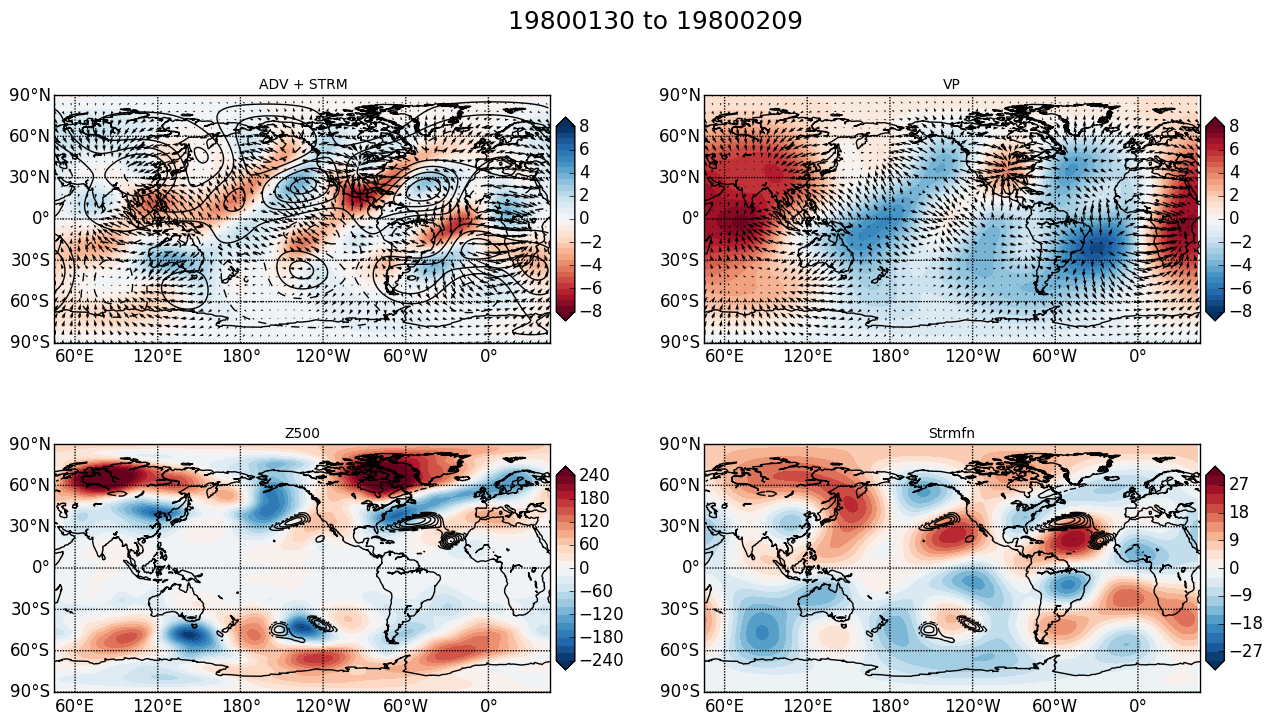 19800130 to 19800209
ADV + STRM
90°N
60°N
30°N
0°
30°S
60°S
90°S
60°E 120°E 180° 120°W 60°W 0°
8
6
4
2
0
−2
−4
−6
−8
VP
90°N
60°N
30°N
0°
30°S
60°S
90°S
60°E 120°E 180° 120°W 60°W 0°
8
6
4
2
0
−2
−4
−6
−8
Z500
90°N
60°N
30°N
0°
30°S
60°S
90°S
60°E 120°E 180° 120°W 60°W 0°
240
180
120
60
0
−60
−120
−180
−240
Strmfn
90°N
60°N
30°N
0°
30°S
60°S
90°S
60°E 120°E 180° 120°W 60°W 0°
27
18
9
0
−9
−18
−27